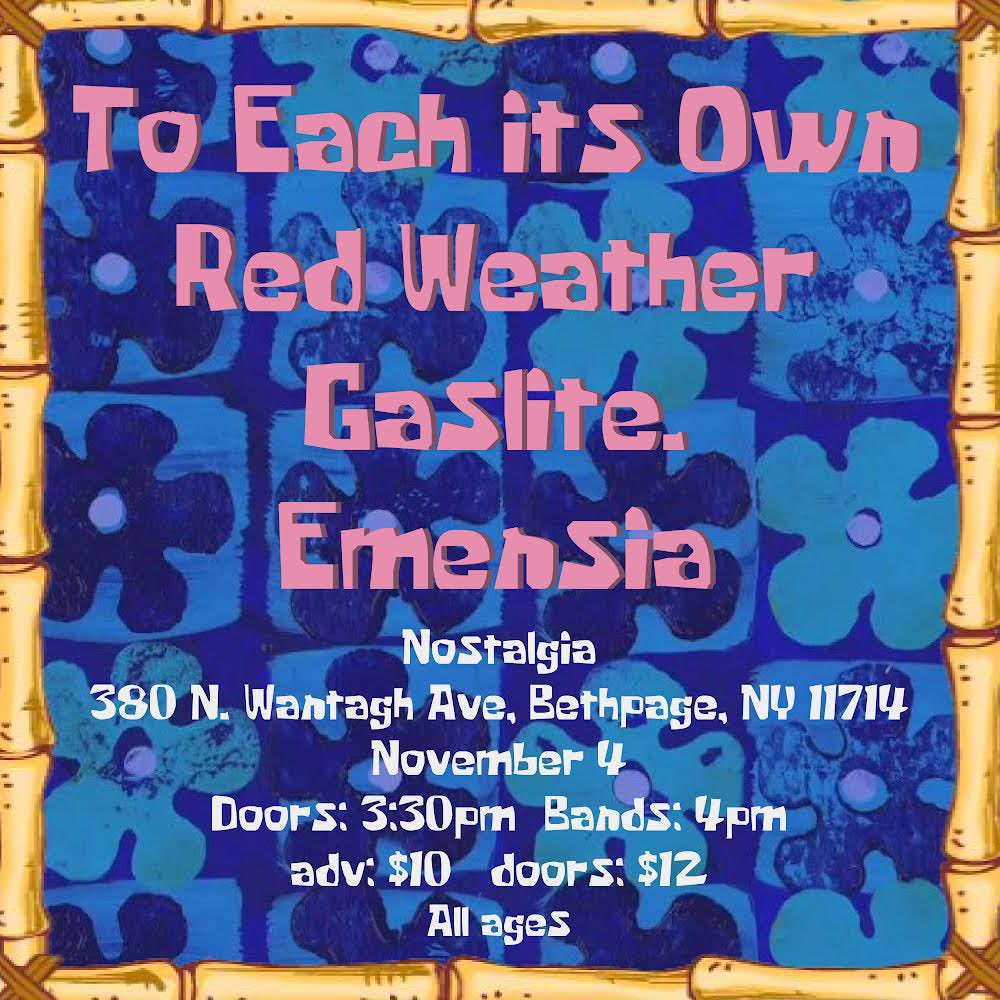 To Each its Own
Red Weather
Gaslite.
Emensia
Nostalgia
380 N. Wantagh Ave, Bethpage, NY 11714
November 4
Doors: 3:30pm Bands: 4pm
adv: $10 doors: $12
All ages